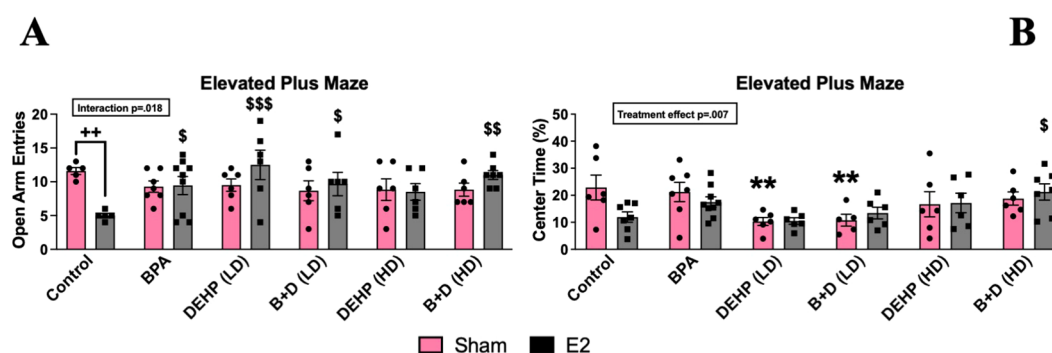 A
B
Elevated Plus Maze
Interaction p=.018
Open Arm Entries
20
15
10
5
0
++
$
$$$
$
$$
Control
BPA
DEHP (LD)
B+D (LD)
DEHP (HD)
B+D (HD)
Elevated Plus Maze
Treatment effect p=.007
Center Time (%)
50
40
30
20
10
0
**
**
$
Control
BPA
DEHP (LD)
B+D (LD)
DEHP (HD)
B+D (HD)
Sham
E2